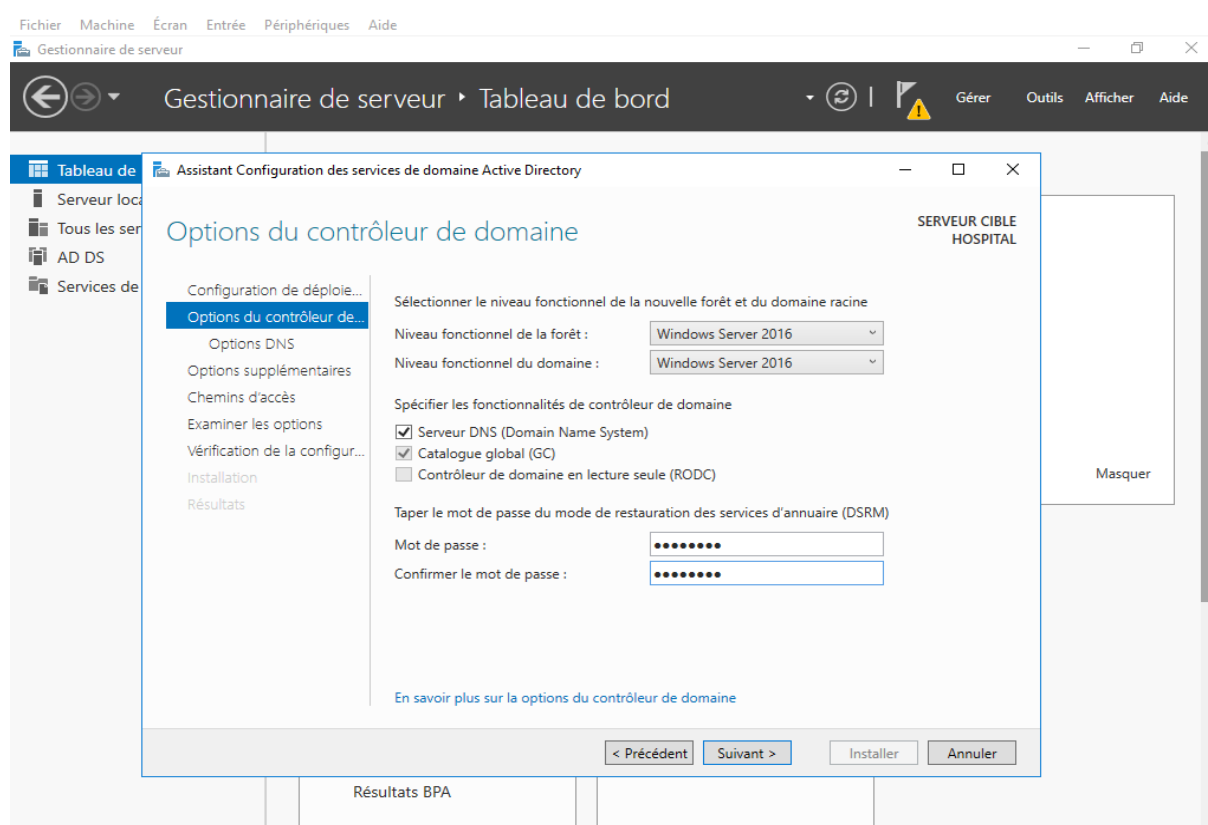 Fichier Machine Écran Entrée Périphériques Aide
Gestionnaire de serveur
Gestionnaire de serveur ‣ Tableau de bord
Gérer Outils Afficher Aide
Tableau de
Serveur loca
Tous les ser
AD DS
Services de
Assistant Configuration des services de domaine Active Directory
Options du contrôleur de domaine
SERVEUR CIBLE
HOSPITAL
Configuration de déploie...
Options du contrôleur de...
Options DNS
Options supplémentaires
Chemins d'accès
Examiner les options
Vérification de la configur...
Installation
Résultats
Sélectionner le niveau fonctionnel de la nouvelle forêt et du domaine racine
Niveau fonctionnel de la forêt : Windows Server 2016
Niveau fonctionnel du domaine : Windows Server 2016
Spécifier les fonctionnalités de contrôleur de domaine
Serveur DNS (Domain Name System)
Catalogue global (GC)
Contrôleur de domaine en lecture seule (RODC)
Taper le mot de passe du mode de restauration des services d'annuaire (DSRM)
Mot de passe : ●●●●●●●●
Confirmer le mot de passe : ●●●●●●●●
En savoir plus sur la options du contrôleur de domaine
< Précédent Suivant > Installer Annuler
Masquer
Résultats BPA